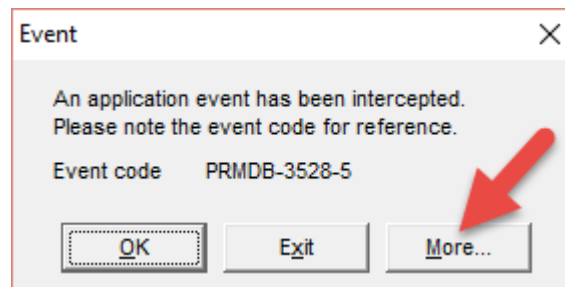 Event
An application event has been intercepted.
Please note the event code for reference.
Event code PRMDB-3528-5
OK Exit More...